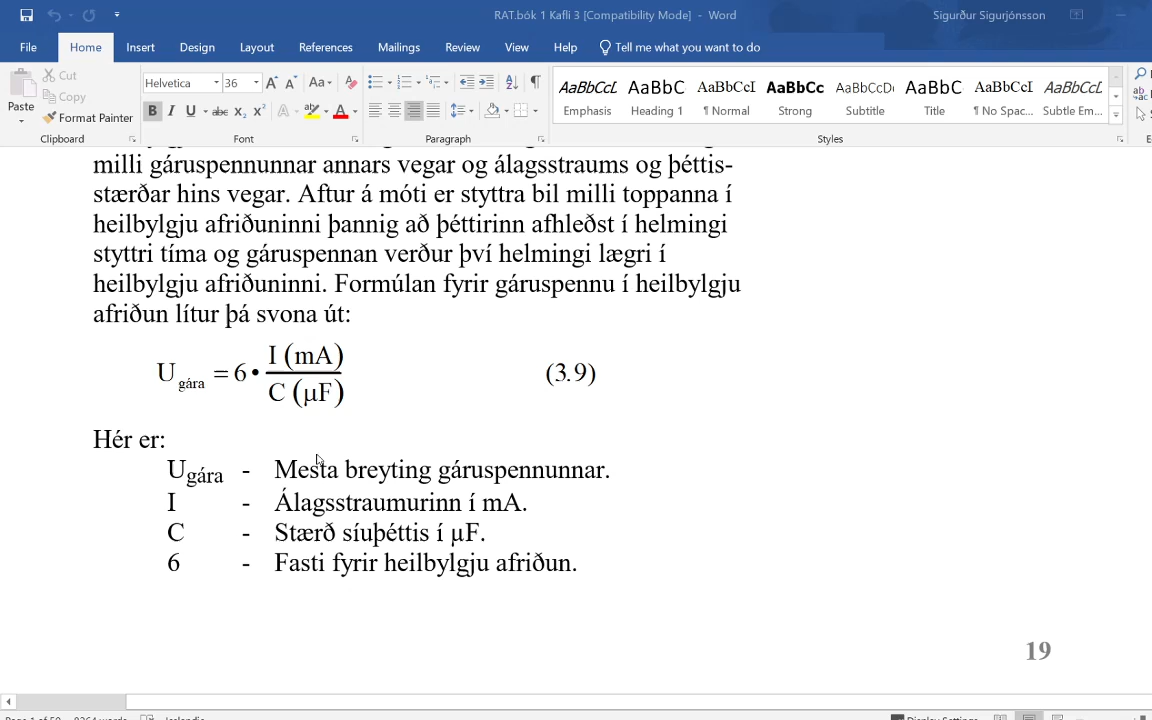 RAT.bók 1 Kafli 3 [Compatibility Mode] - Word
Sigurður Sigurjónsson
File Home Insert Design Layout References Mailings Review View Help Tell me what you want to do
Paste
Cut
Copy
Format Painter
Helvetica 36
AaBbCcL AaBbC AaBbCcI AaBbCc AaBbCcDc AaBbC AaBbCcI AaBbCcL
Emphasis Heading 1 ¶ Normal Strong Subtitle Title ¶ No Spac... Subtle Em...
Clipboard Font Paragraph Styles
milli gáruspennunnar annars vegar og álagsstraums og þéttis-
stærðar hins vegar. Aftur á móti er styttra bil milli toppanna í
heilbylgju afriðuninni þannig að þéttirinn afhleðst í helmingi
styttri tíma og gáruspennan verður því helmingi lægri í
heilbylgju afriðuninni. Formúlan fyrir gáruspennu í heilbylgju
afriðun lítur þá svona út:
U gára = 6 • I (mA) / C (µF) (3.9)
Hér er:
Ugára - Mesta breyting gáruspennunnar.
I - Álagsstraumurinn í mA.
C - Stærð síuþéttis í µF.
6 - Fasti fyrir heilbylgju afriðun.
19